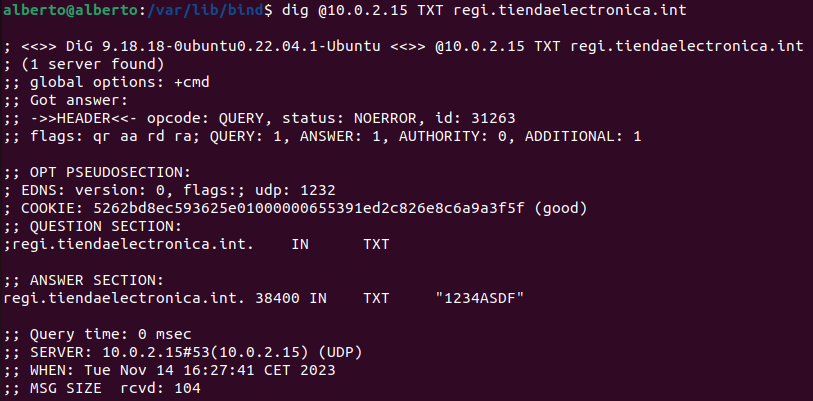 alberto@alberto:/var/lib/bind$ dig @10.0.2.15 TXT regi.tiendaelectronica.int
; <<>> DiG 9.18.18-0ubuntu0.22.04.1-Ubuntu <<>> @10.0.2.15 TXT regi.tiendaelectronica.int
; (1 server found)
;; global options: +cmd
;; Got answer:
;; ->>HEADER<<- opcode: QUERY, status: NOERROR, id: 31263
;; flags: qr aa rd ra; QUERY: 1, ANSWER: 1, AUTHORITY: 0, ADDITIONAL: 1
;; OPT PSEUDOSECTION:
; EDNS: version: 0, flags:; udp: 1232
; COOKIE: 5262bd8ec593625e01000000655391ed2c826e8c6a9a3f5f (good)
;; QUESTION SECTION:
;regi.tiendaelectronica.int. IN TXT
;; ANSWER SECTION:
regi.tiendaelectronica.int. 38400 IN TXT "1234ASDF"
;; Query time: 0 msec
;; SERVER: 10.0.2.15#53(10.0.2.15) (UDP)
;; WHEN: Tue Nov 14 16:27:41 CET 2023
;; MSG SIZE rcvd: 104